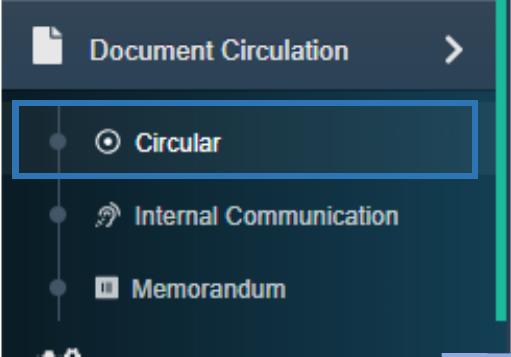 Document Circulation
Circular
Internal Communication
Memorandum